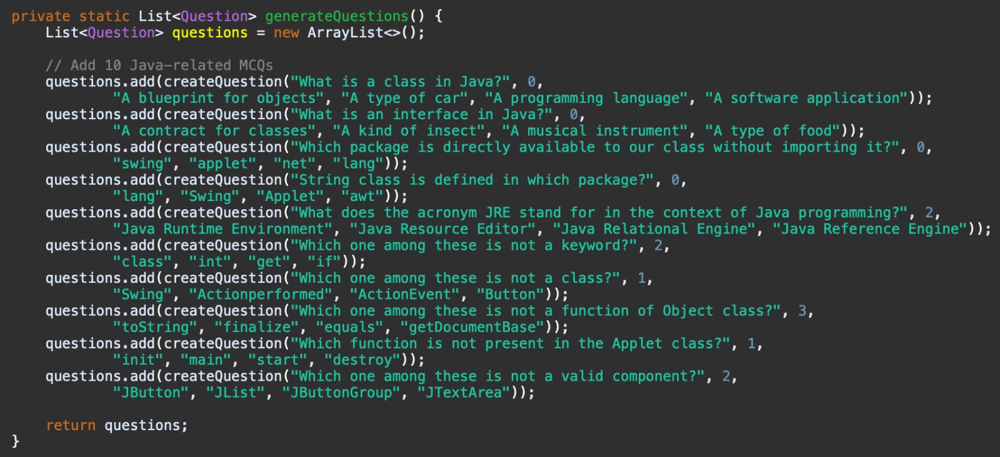 private static List<Question> generateQuestions() {
    List<Question> questions = new ArrayList<>();

    // Add 10 Java-related MCQs
    questions.add(createQuestion("What is a class in Java?", 0,
            "A blueprint for objects", "A type of car", "A programming language", "A software application"));
    questions.add(createQuestion("What is an interface in Java?", 0,
            "A contract for classes", "A kind of insect", "A musical instrument", "A type of food"));
    questions.add(createQuestion("Which package is directly available to our class without importing it?", 0,
            "swing", "applet", "net", "lang"));
    questions.add(createQuestion("String class is defined in which package?", 0,
            "lang", "Swing", "Applet", "awt"));
    questions.add(createQuestion("What does the acronym JRE stand for in the context of Java programming?", 2,
            "Java Runtime Environment", "Java Resource Editor", "Java Relational Engine", "Java Reference Engine"));
    questions.add(createQuestion("Which one among these is not a keyword?", 2,
            "class", "int", "get", "if"));
    questions.add(createQuestion("Which one among these is not a class?", 1,
            "Swing", "Actionperformed", "ActionEvent", "Button"));
    questions.add(createQuestion("Which one among these is not a function of Object class?", 3,
            "toString", "finalize", "equals", "getDocumentBase"));
    questions.add(createQuestion("Which function is not present in the Applet class?", 1,
            "init", "main", "start", "destroy"));
    questions.add(createQuestion("Which one among these is not a valid component?", 2,
            "JButton", "JList", "JButtonGroup", "JTextArea"));

    return questions;
}